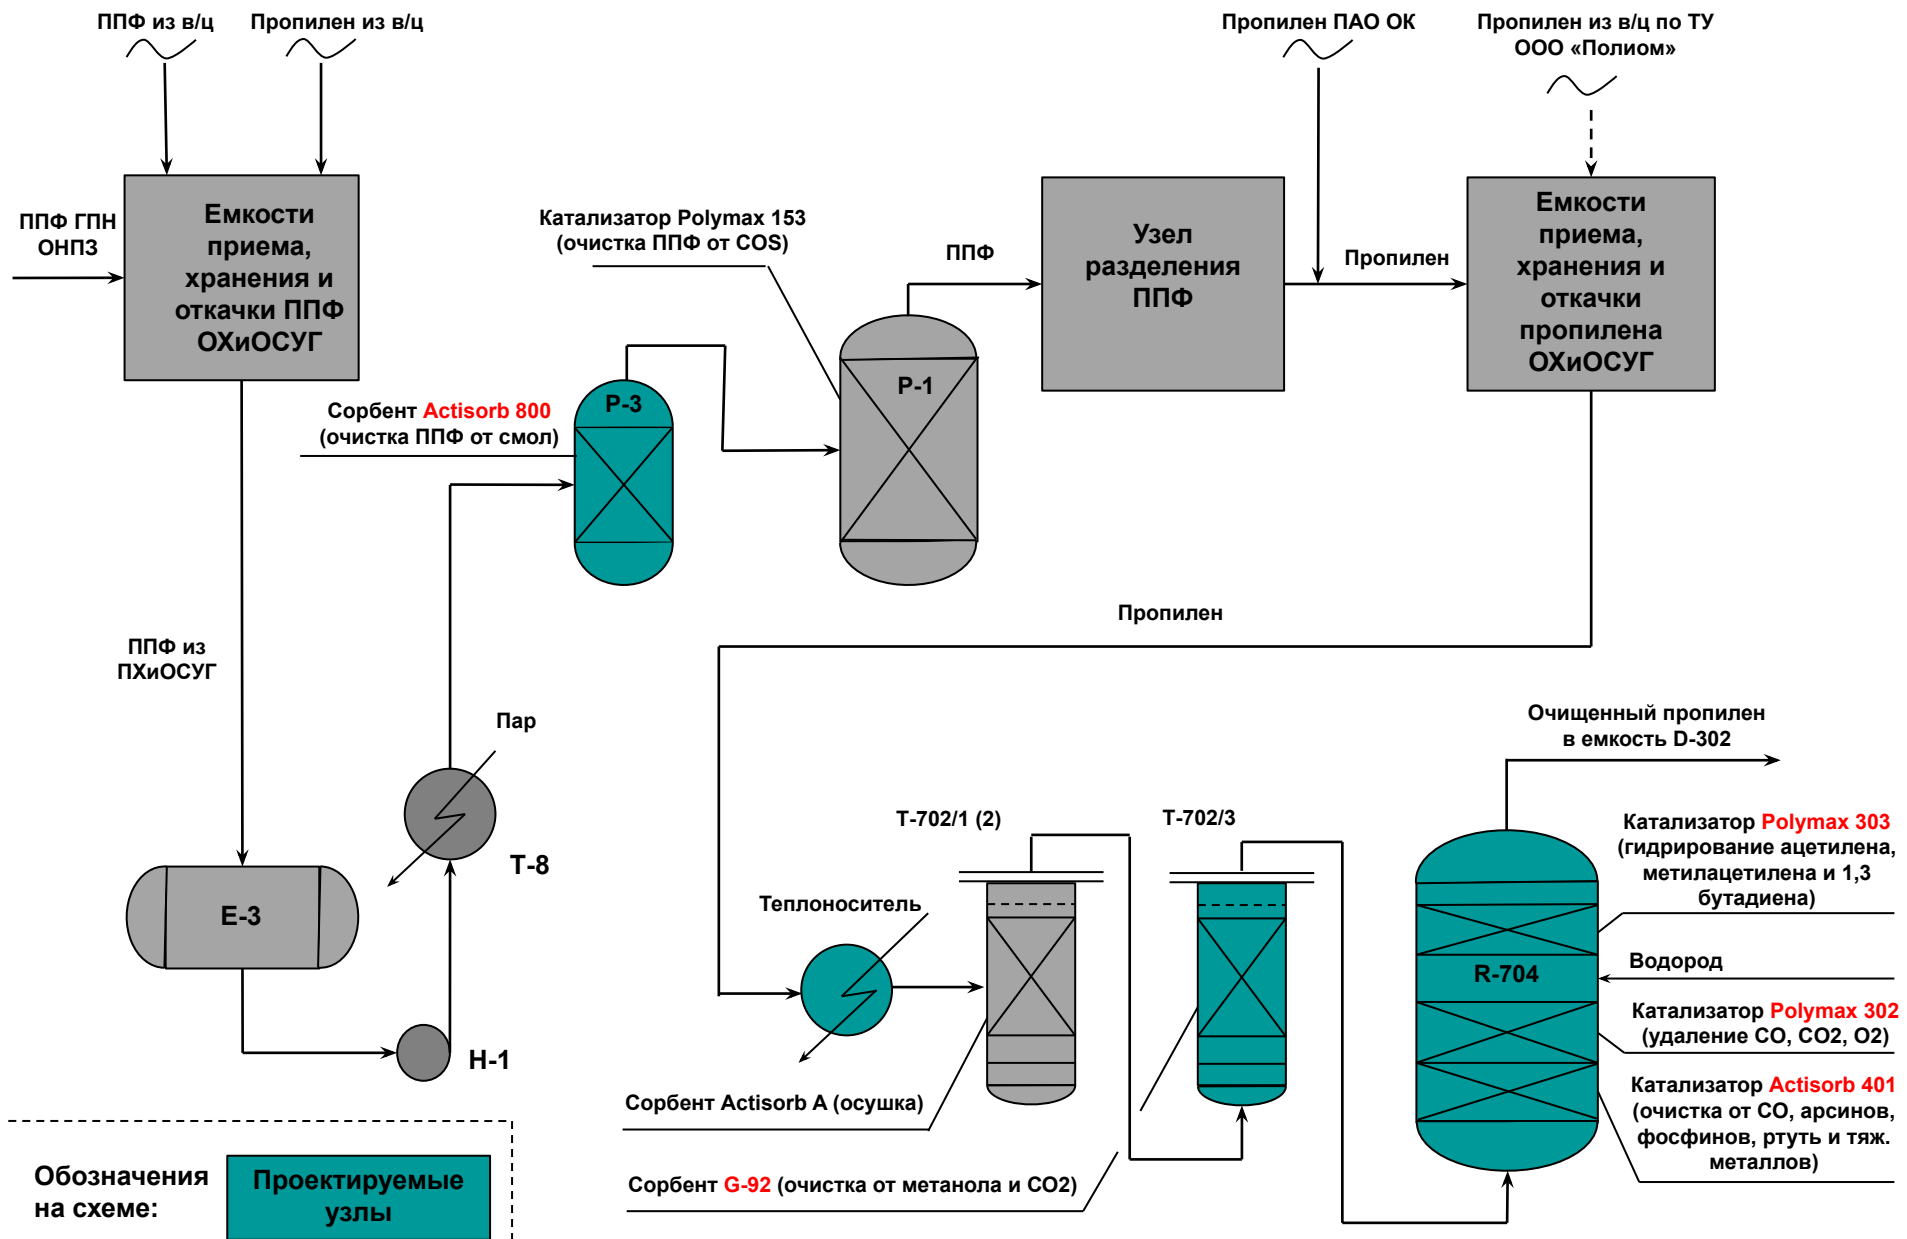 ППФ из в/ц
Пропилен из в/ц
Пропилен ПАО ОК
Пропилен из в/ц по ТУ
ООО «Полиом»
ППФ ГПН
ОНПЗ
Емкости
приема,
хранения и
откачки ППФ
ОХиОСУГ
Катализатор Polymax 153
(очистка ППФ от COS)
ППФ
Узел
разделения
ППФ
Пропилен
Емкости
приема,
хранения и
откачки
пропилена
ОХиОСУГ
Сорбент Actisorb 800
(очистка ППФ от смол)
Р-3
Р-1
Пропилен
ППФ из
ПХиОСУГ
Пар
Т-8
Е-3
Н-1
Очищенный пропилен
в емкость D-302
Т-702/1 (2)
Т-702/3
Теплоноситель
Катализатор Polymax 303
(гидрирование ацетилена,
метилацетилена и 1,3
бутадиена)
R-704
Водород
Катализатор Polymax 302
(удаление СО, СО2, О2)
Катализатор Actisorb 401
(очистка от СО, арсинов,
фосфинов, ртуть и тяж.
металлов)
Сорбент Actisorb A (осушка)
Сорбент G-92 (очистка от метанола и СО2)
Обозначения
на схеме:
Проектируемые
узлы